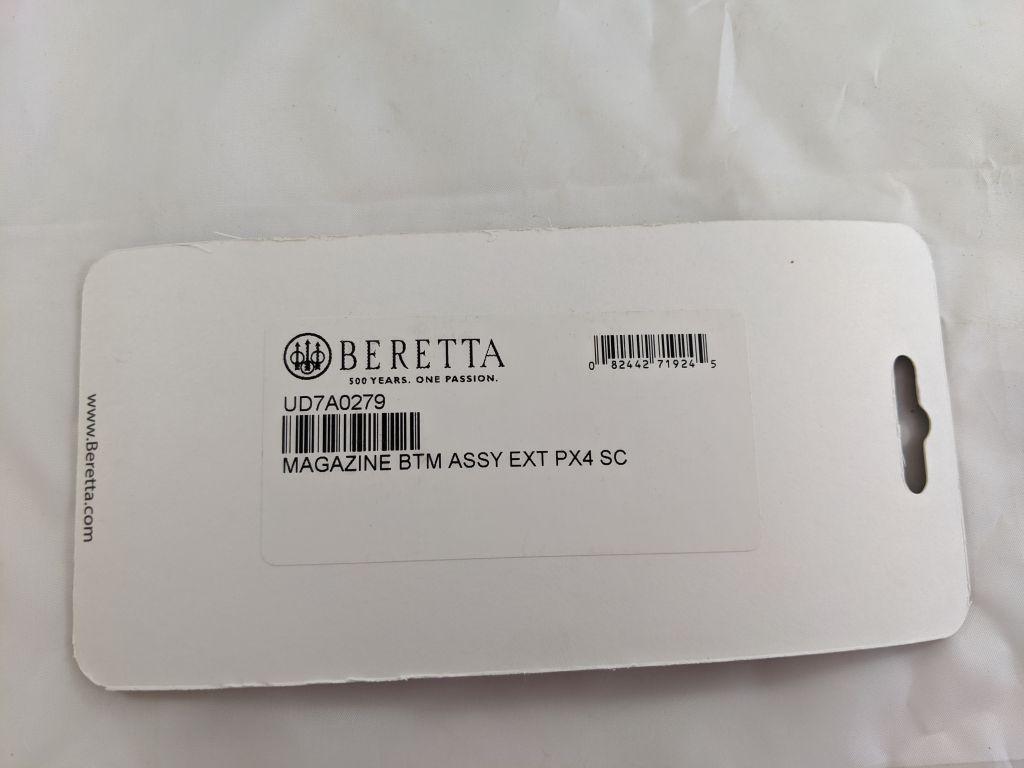 BERETTA
500 YEARS. ONE PASSION.
0 82442 71924 5
UD7A0279
MAGAZINE BTM ASSY EXT PX4 SC
www.Beretta.com